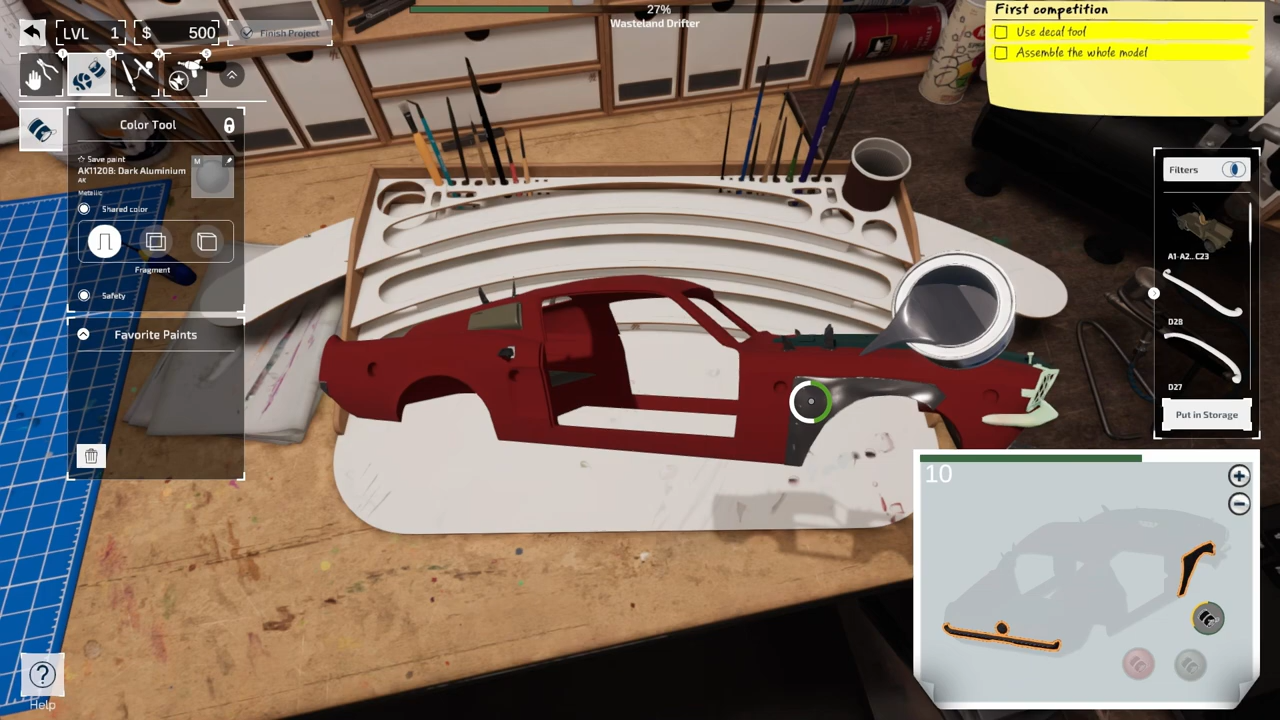 27%
Wasteland Drifter
LVL 1
$ 500
Finish Project
First competition
Use decal tool
Assemble the whole model
Color Tool
Save paint
AK1120B: Dark Aluminium
AK
Metallic
M
Shared color
Fragment
Safety
Favorite Paints
Filters
A1-A2.. C23
D28
D27
Put in Storage
10
Help